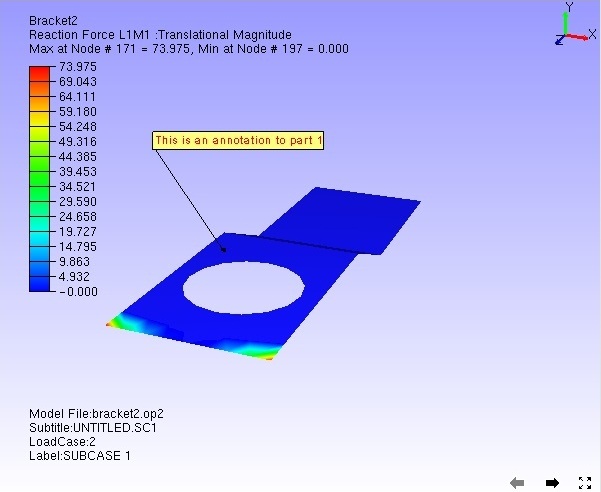 Bracket2
Reaction Force L1M1 :Translational Magnitude
Max at Node # 171 = 73.975, Min at Node # 197 = 0.000
73.975
69.043
64.111
59.180
54.248
49.316
44.385
39.453
34.521
29.590
24.658
19.727
14.795
9.863
4.932
-0.000
This is an annotation to part 1
Y
X
Model File:bracket2.op2
Subtitle:UNTITLED.SC1
LoadCase:2
Label:SUBCASE 1